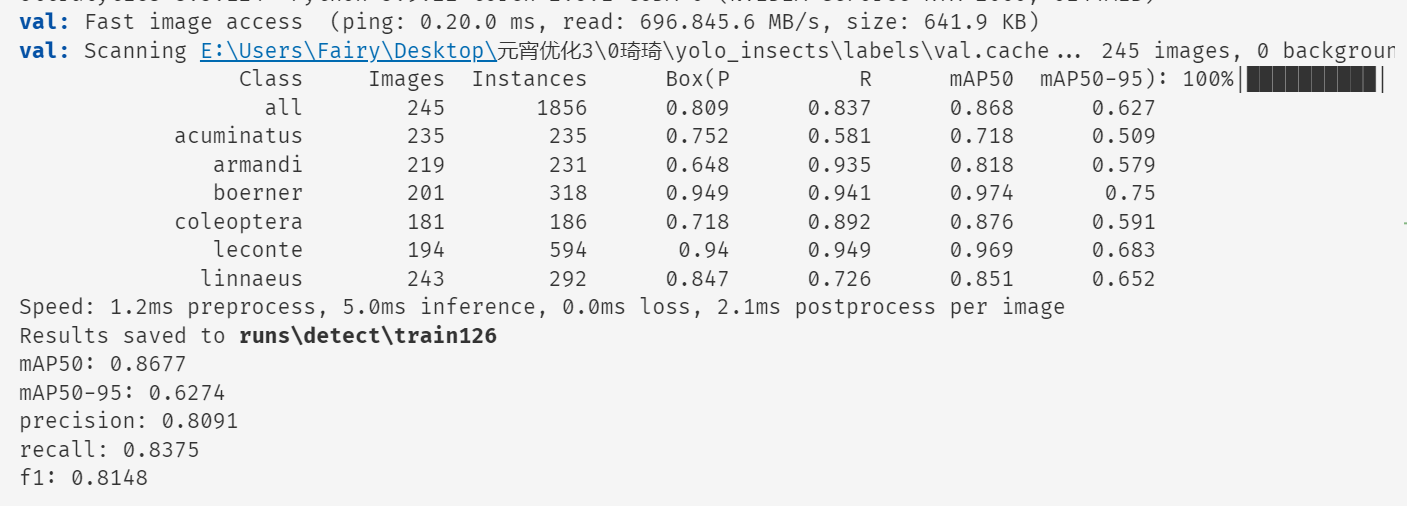 val: Fast image access  (ping: 0.20.0 ms, read: 696.845.6 MB/s, size: 641.9 KB)
val: Scanning E:\Users\Fairy\Desktop\元宵优化3\0琦琦\yolo_insects\labels\val.cache... 245 images, 0
Class Images Instances Box(P R mAP50 mAP50-95): 100%|██████████|
all 245 1856 0.809 0.837 0.868 0.627
acuminatus 235 235 0.752 0.581 0.718 0.509
armandi 219 231 0.648 0.935 0.818 0.579
boerner 201 318 0.949 0.941 0.974 0.75
coleoptera 181 186 0.718 0.892 0.876 0.591
leconte 194 594 0.94 0.949 0.969 0.683
linnaeus 243 292 0.847 0.726 0.851 0.652
Speed: 1.2ms preprocess, 5.0ms inference, 0.0ms loss, 2.1ms postprocess per image
Results saved to runs\detect\train126
mAP50: 0.8677
mAP50-95: 0.6274
precision: 0.8091
recall: 0.8375
f1: 0.8148